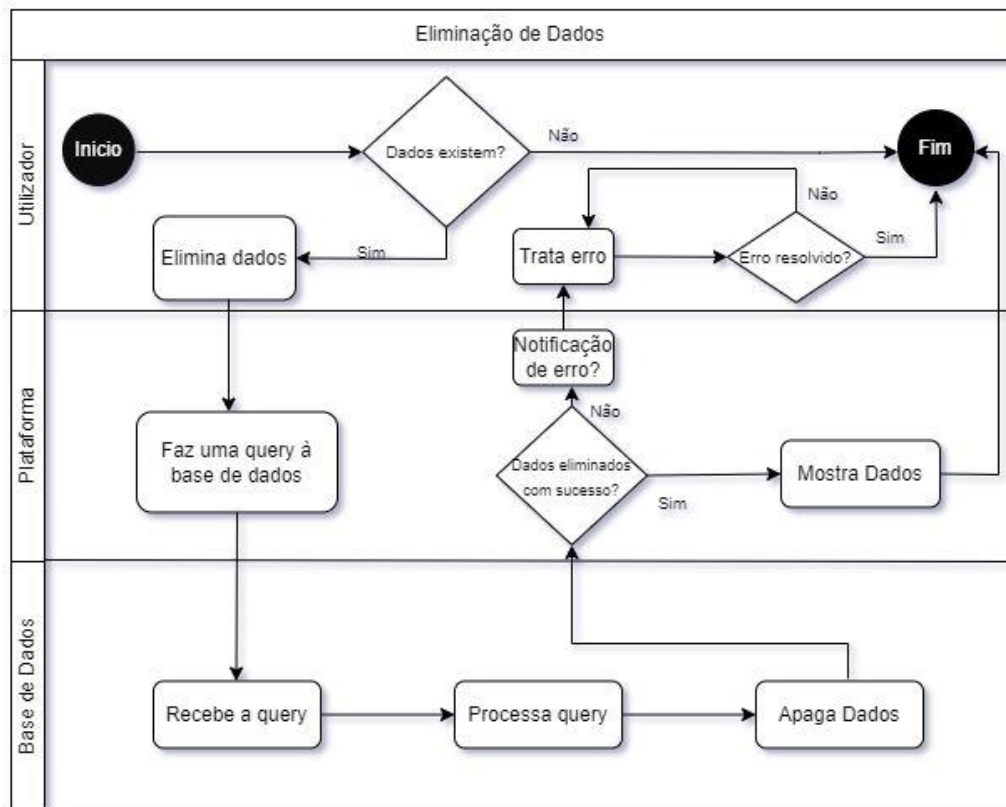 Eliminação de Dados
Utilizador
Inicio
Dados existem?
Não
Fim
Sim
Elimina dados
Trata erro
Não
Erro resolvido?
Sim
Plataforma
Notificação
de erro?
Não
Faz uma query à
base de dados
Dados eliminados
com sucesso?
Sim
Mostra Dados
Base de Dados
Recebe a query
Processa query
Apaga Dados